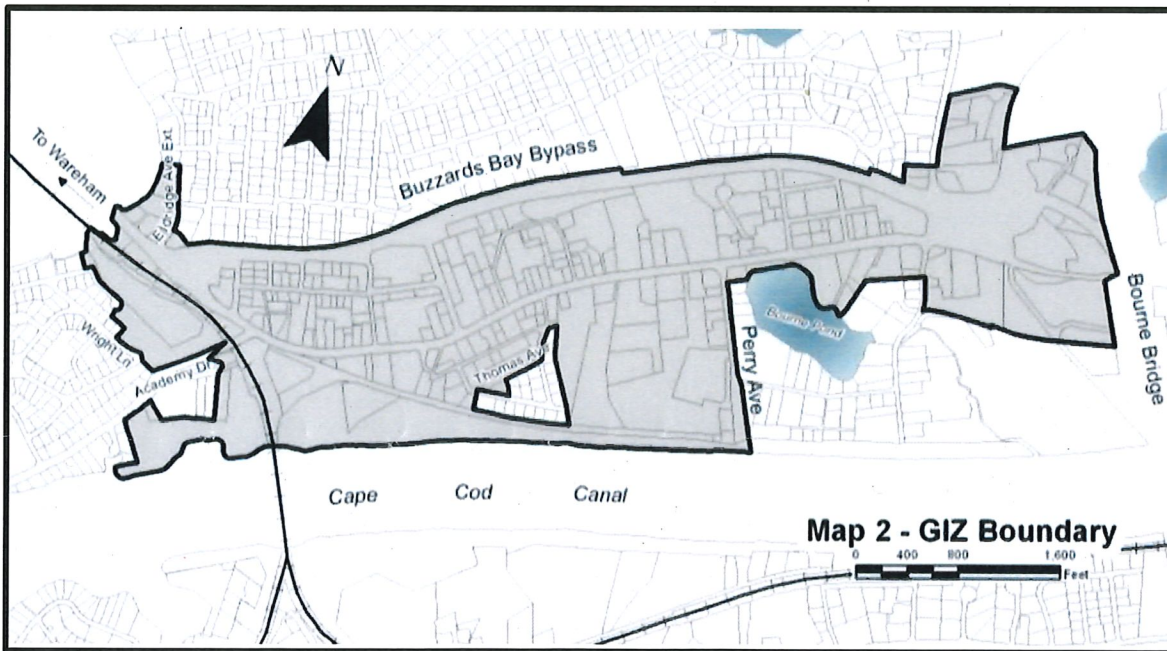 N
To Wareham
Eldridge Ave Ext
Buzzards Bay Bypass
Wright Ln
Academy Dr
Thomas Av
Perry Ave
Bourne Pond
Bourne Bridge
Cape Cod Canal
Map 2 - GIZ Boundary
0 400 800 1,600
Feet